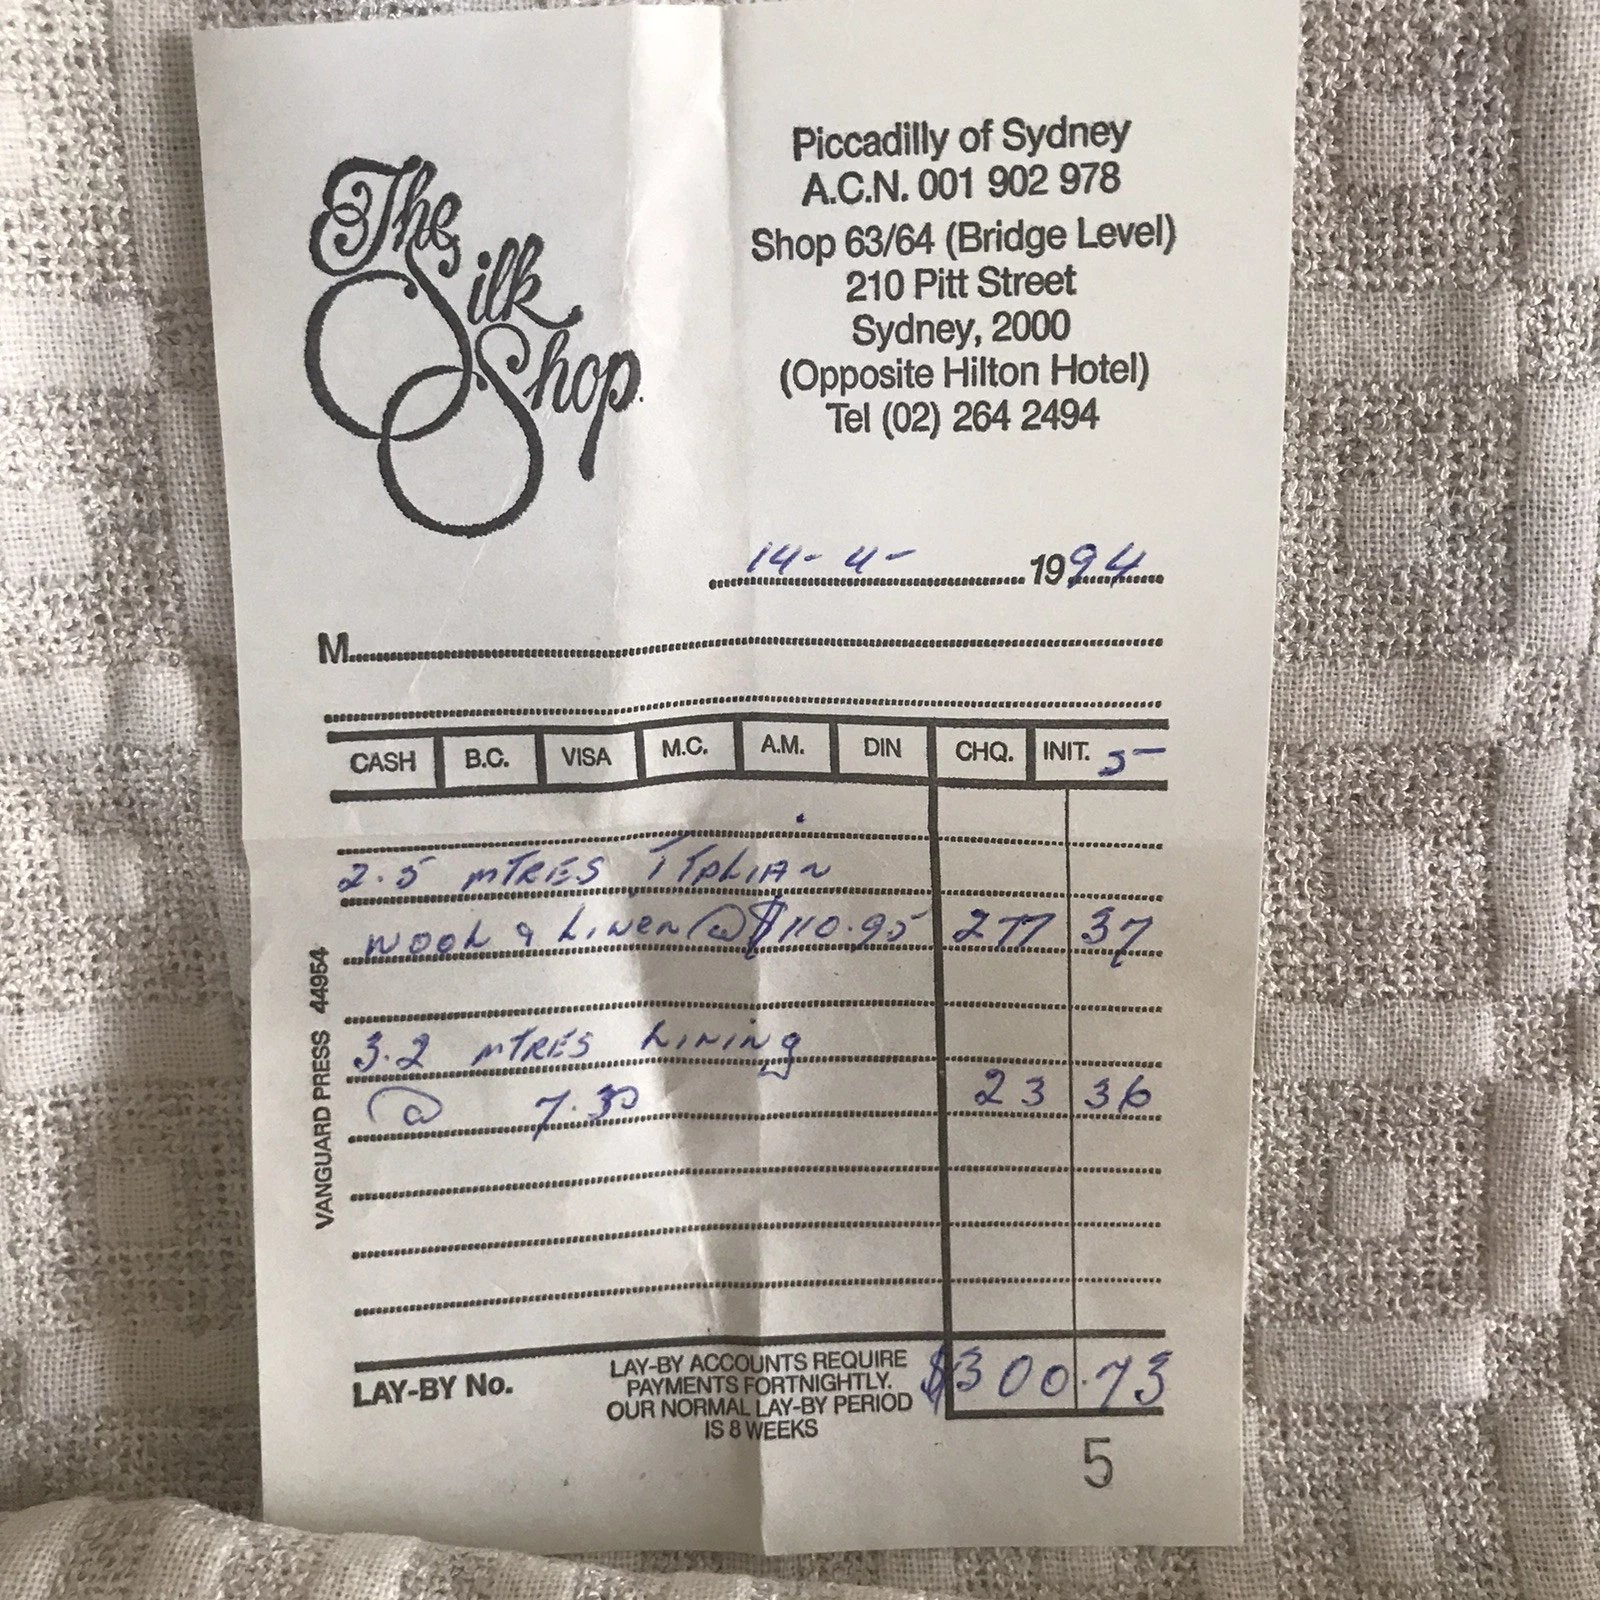 The
Silk
Shop.
Piccadilly of Sydney
A.C.N. 001 902 978
Shop 63/64 (Bridge Level)
210 Pitt Street
Sydney, 2000
(Opposite Hilton Hotel)
Tel (02) 264 2494
14-4- 1994
M
CASH B.C. VISA M.C. A.M. DIN CHQ. INIT. 5
2.5 MTRES ITALIAN
WOOL & LINEN @ $110.95 277 37
3.2 MTRES LINING
@ 7.30 23 36
VANGUARD PRESS 44954
LAY-BY No.
LAY-BY ACCOUNTS REQUIRE
PAYMENTS FORTNIGHTLY.
OUR NORMAL LAY-BY PERIOD
IS 8 WEEKS
$300.73
5